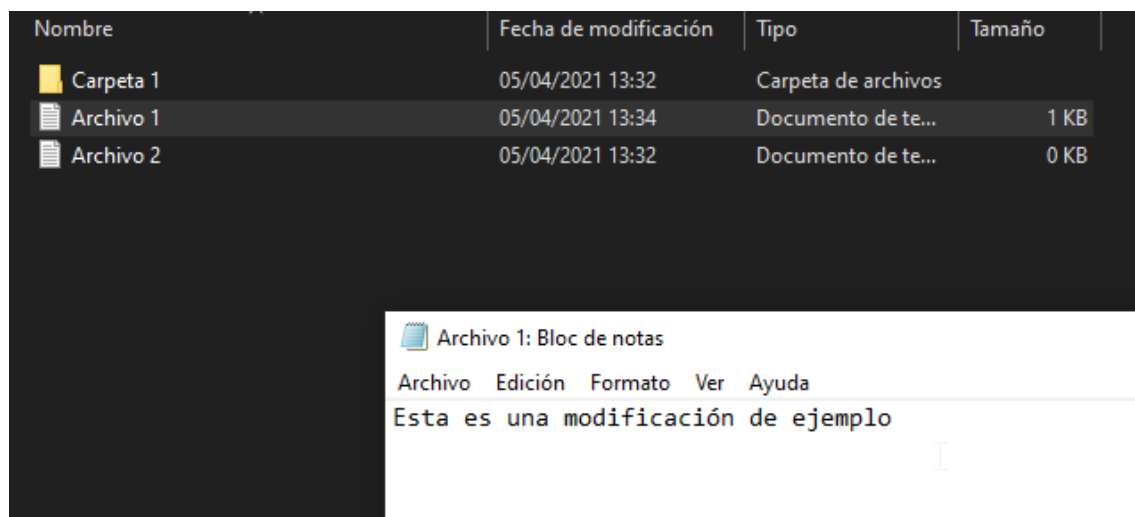 Nombre Fecha de modificación Tipo Tamaño
Carpeta 1 05/04/2021 13:32 Carpeta de archivos
Archivo 1 05/04/2021 13:34 Documento de te... 1 KB
Archivo 2 05/04/2021 13:32 Documento de te... 0 KB
Archivo 1: Bloc de notas
Archivo Edición Formato Ver Ayuda
Esta es una modificación de ejemplo